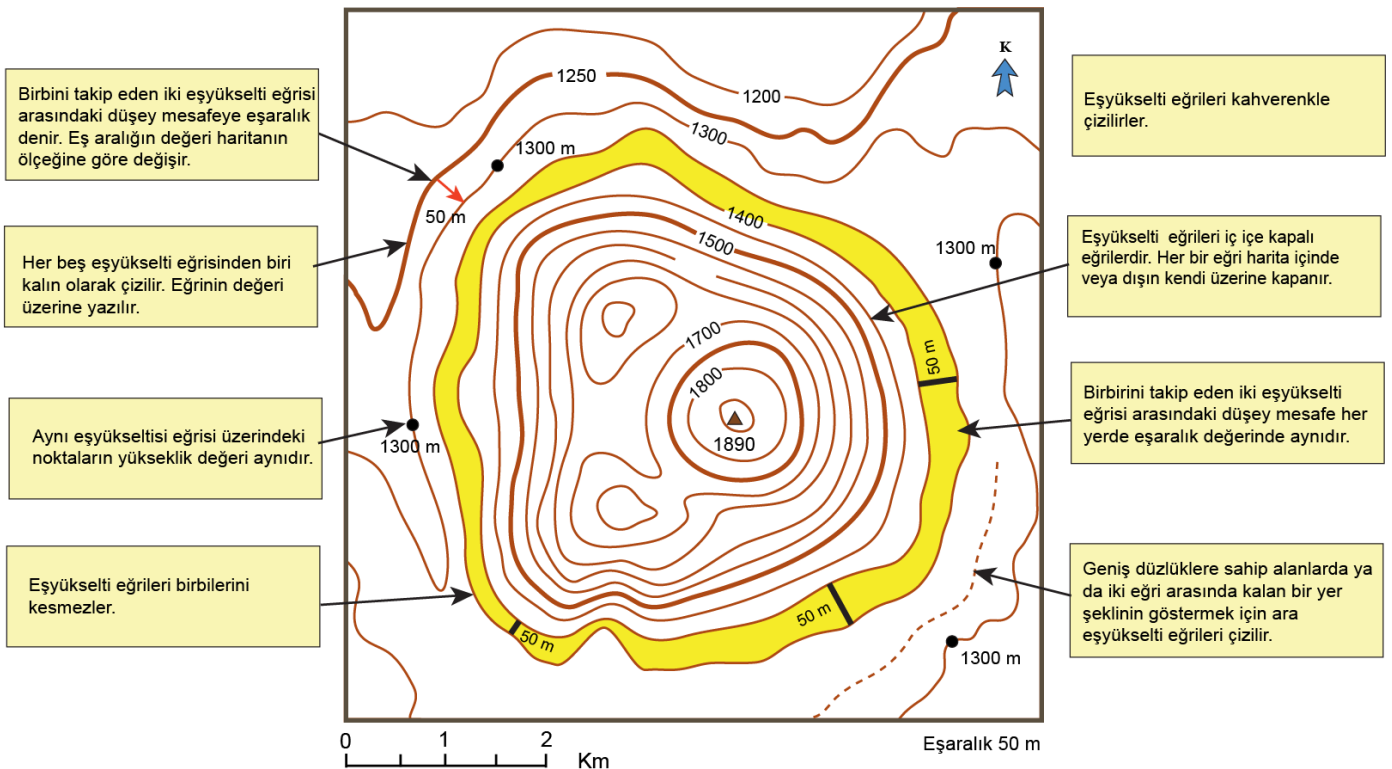 Birbini takip eden iki eşyükselti eğrisi
arasındaki düşey mesafeye eşaralık
denir. Eş aralığın değeri haritanın
ölçeğine göre değişir.
Her beş eşyükselti eğrisinden biri
kalın olarak çizilir. Eğrinin değeri
üzerine yazılır.
Aynı eşyükseltisi eğrisi üzerindeki
noktaların yükseklik değeri aynıdır.
Eşyükselti eğrileri birbilerini
kesmezler.
K
1250
1200
1300
1300 m
50 m
1400
1500
1300 m
1700
50 m
1800
1890
1300 m
50 m
50 m
1300 m
Eşyükselti eğrileri kahverenkle
çizilirler.
Eşyükselti eğrileri iç içe kapalı
eğrilerdir. Her bir eğri harita içinde
veya dışın kendi üzerine kapanır.
Birbirini takip eden iki eşyükselti
eğrisi arasındaki düşey mesafe her
yerde eşaralık değerinde aynıdır.
Geniş düzlüklere sahip alanlarda ya
da iki eğri arasında kalan bir yer
şeklinin göstermek için ara
eşyükselti eğrileri çizilir.
0 1 2
Km
Eşaralık 50 m